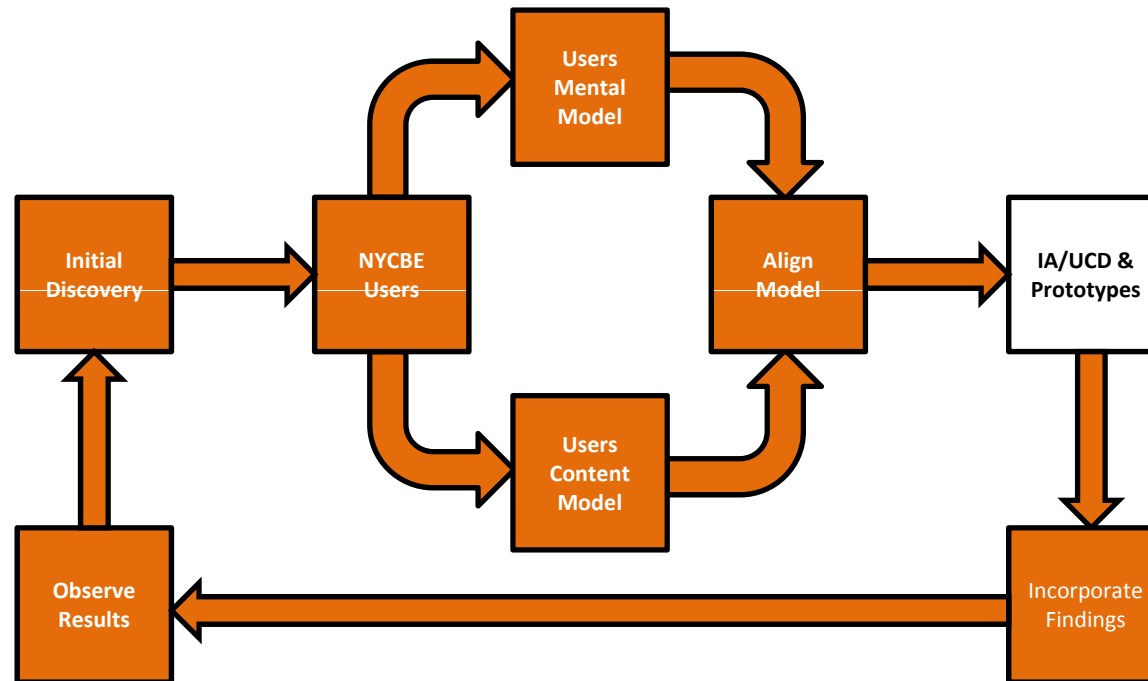 Users
Mental
Model
Initial
Discovery
NYCBE
Users
Align
Model
IA/UCD &
Prototypes
Users
Content
Model
Observe
Results
Incorporate
Findings